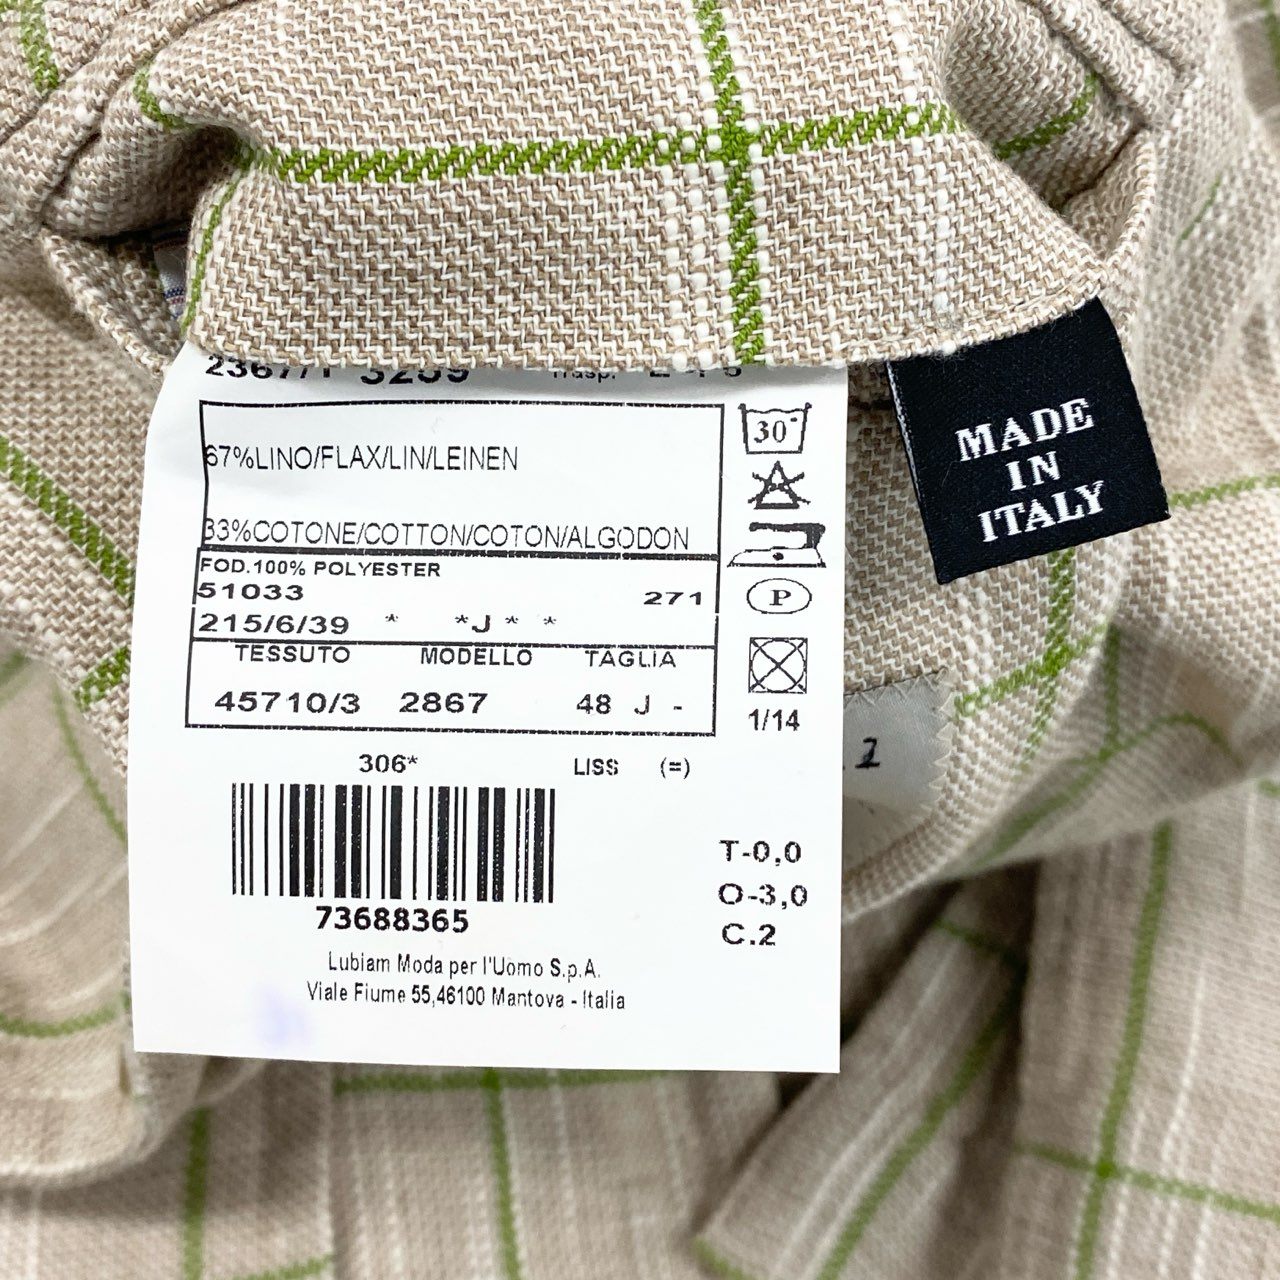 67%LINO/FLAX/LIN/LEINEN
33%COTONE/COTTON/COTON/ALGODON
FOD.100% POLYESTER
51033 271
215/6/39 * *J * *
TESSUTO MODELLO TAGLIA
45710/3 2867 48 J -
306* LISS (=)
73688365
Lubiam Moda per l'Uomo S.p.A.
Viale Fiume 55,46100 Mantova - Italia
30°
P
1/14
T-0,0
O-3,0
C.2
MADE
IN
ITALY